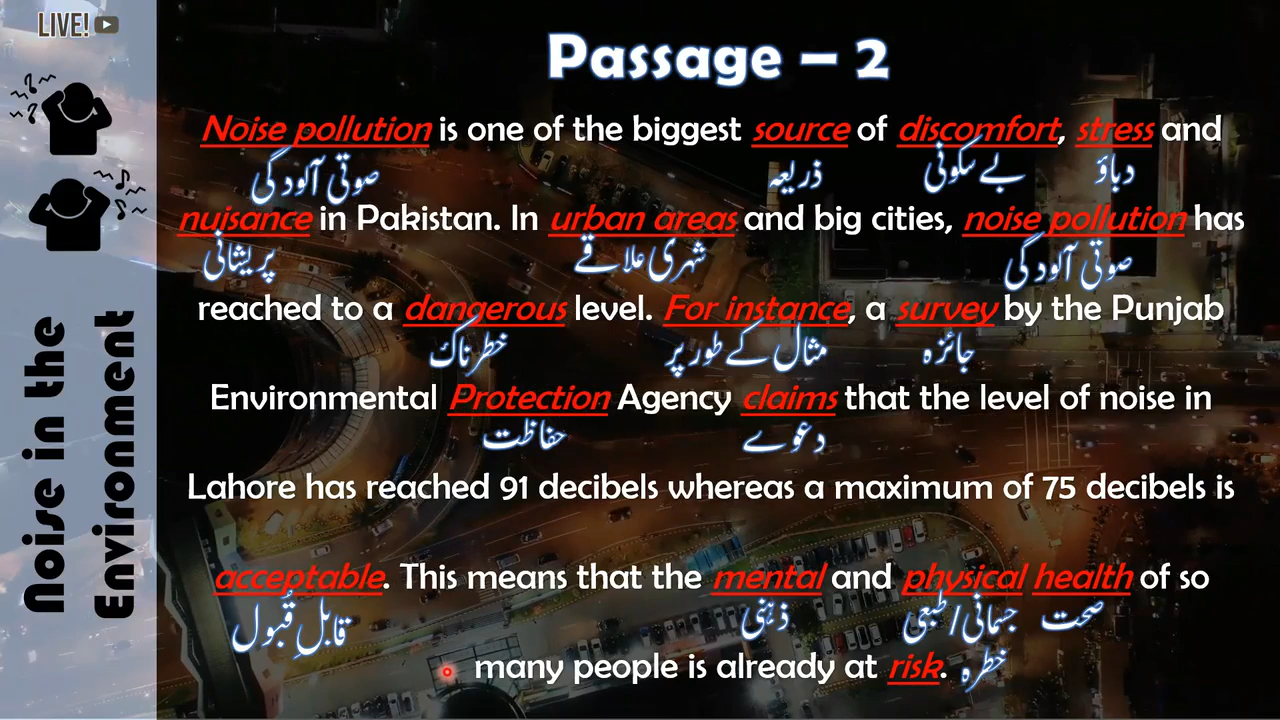 LIVE!
Noise in the
Environment
Passage – 2
Noise pollution is one of the biggest source of discomfort, stress and
صوتی آلودگی ذریعہ بے سکونی دباؤ
nuisance in Pakistan. In urban areas and big cities, noise pollution has
پریشانی شہری علاقے صوتی آلودگی
reached to a dangerous level. For instance, a survey by the Punjab
خطرناک مثال کے طور پر جائزہ
Environmental Protection Agency claims that the level of noise in
حفاظت دعوے
Lahore has reached 91 decibels whereas a maximum of 75 decibels is
acceptable. This means that the mental and physical health of so
قابلِ قُبول ذہنی جسمانی/طبعی صحت
many people is already at risk. خطرہ